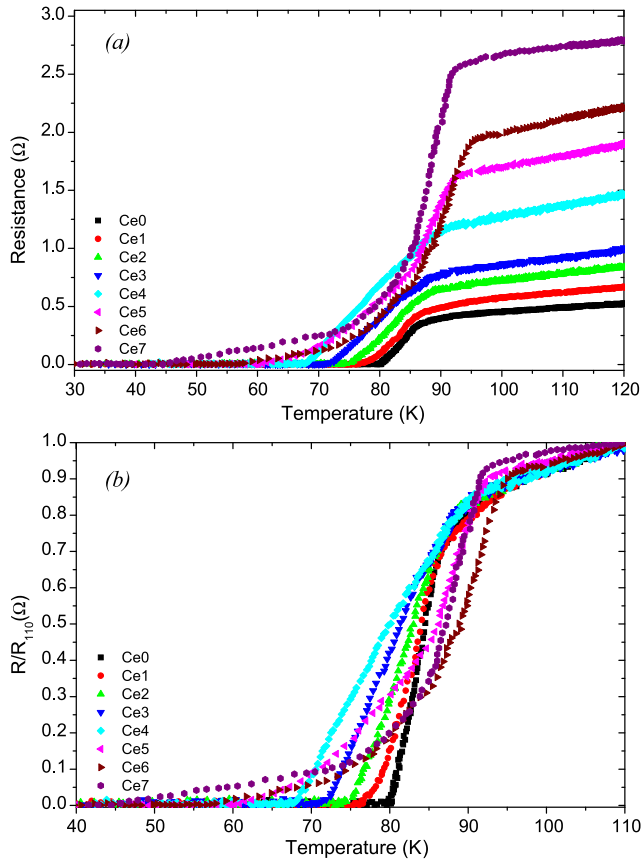 (a)
3.0
2.5
2.0
1.5
1.0
0.5
0.0
Resistance (Ω)
Ce0
Ce1
Ce2
Ce3
Ce4
Ce5
Ce6
Ce7
30 40 50 60 70 80 90 100 110 120
Temperature (K)
(b)
1.0
0.9
0.8
0.7
0.6
0.5
0.4
0.3
0.2
0.1
0.0
R/R110(Ω)
Ce0
Ce1
Ce2
Ce3
Ce4
Ce5
Ce6
Ce7
40 50 60 70 80 90 100 110
Temperature (K)